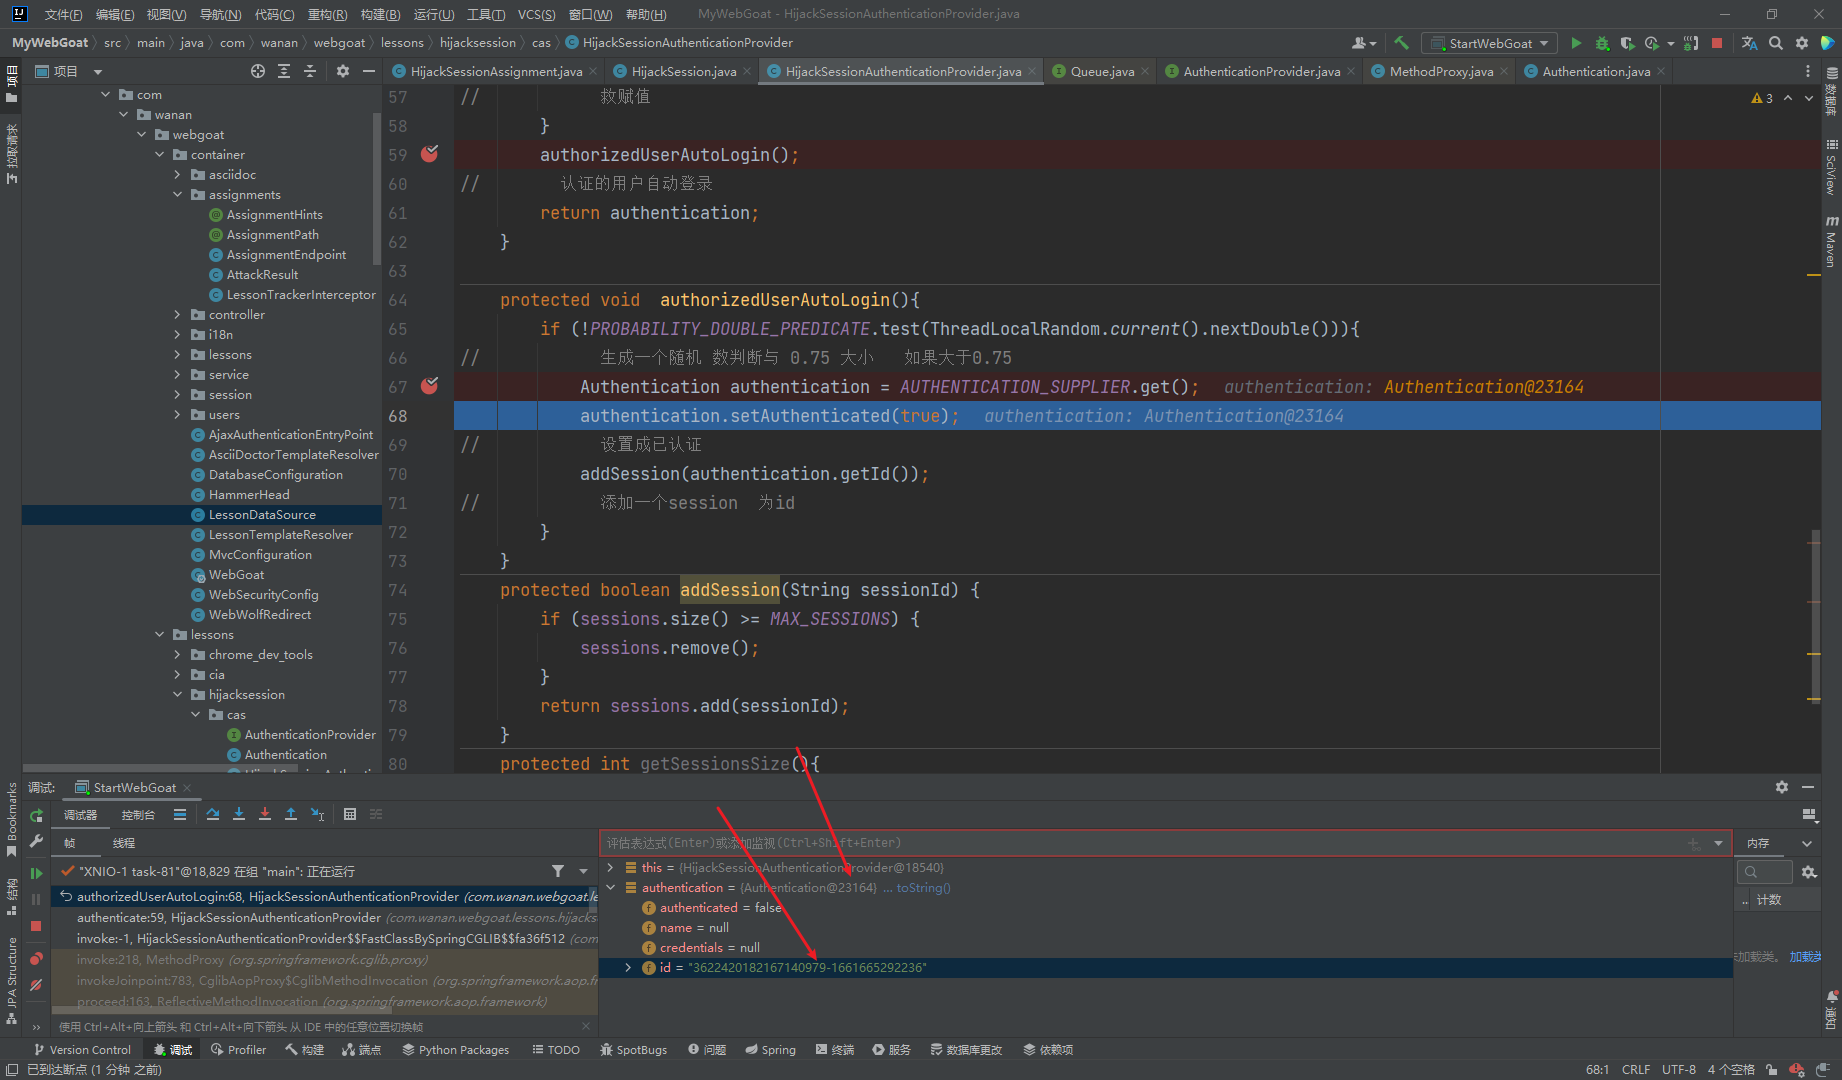 文件(F) 编辑(E) 视图(V) 导航(N) 代码(C) 重构(R) 构建(B) 运行(U) 工具(T) VCS(S) 窗口(W) 帮助(H) MyWebGoat - HijackSessionAuthenticationProvider.java
MyWebGoat src main java com wanan webgoat lessons hijacksession cas HijackSessionAuthenticationProvider StartWebGoat
项目 HijackSessionAssignment.java HijackSession.java HijackSessionAuthenticationProvider.java Queue.java AuthenticationProvider.java MethodProxy.java Authentication.java
项目
拉取请求
com
wanan
webgoat
container
asciidoc
assignments
AssignmentHints
AssignmentPath
AssignmentEndpoint
AttackResult
LessonTrackerInterceptor
controller
i18n
lessons
service
session
users
AjaxAuthenticationEntryPoint
AsciiDoctorTemplateResolver
DatabaseConfiguration
HammerHead
LessonDataSource
LessonTemplateResolver
MvcConfiguration
WebGoat
WebSecurityConfig
WebWolfRedirect
lessons
chrome_dev_tools
cia
hijacksession
cas
AuthenticationProvider
Authentication
57 // 救赋值
58 }
59 authorizedUserAutoLogin();
60 // 认证的用户自动登录
61 return authentication;
62 }
63
64 protected void authorizedUserAutoLogin(){
65 if (!PROBABILITY_DOUBLE_PREDICATE.test(ThreadLocalRandom.current().nextDouble())){
66 // 生成一个随机 数判断与 0.75 大小 如果大于0.75
67 Authentication authentication = AUTHENTICATION_SUPPLIER.get(); authentication: Authentication@23164
68 authentication.setAuthenticated(true); authentication: Authentication@23164
69 // 设置成已认证
70 addSession(authentication.getId());
71 // 添加一个session 为id
72 }
73 }
74 protected boolean addSession(String sessionId) {
75 if (sessions.size() >= MAX_SESSIONS) {
76 sessions.remove();
77 }
78 return sessions.add(sessionId);
79 }
80 protected int getSessionsSize(){
3
数据库
SciView
Maven
通知
Bookmarks
结构
JPA Structure
调试: StartWebGoat
调试器 控制台
帧 线程
"XNIO-1 task-81"@18,829 在组 "main": 正在运行
authorizedUserAutoLogin:68, HijackSessionAuthenticationProvider (com.wanan.webgoat.le
authenticate:59, HijackSessionAuthenticationProvider (com.wanan.webgoat.lessons.hijacks
invoke:-1, HijackSessionAuthenticationProvider$$FastClassBySpringCGLIB$$fa36f512 (com
invoke:218, MethodProxy (org.springframework.cglib.proxy)
invokeJoinpoint:783, CglibAopProxy$CglibMethodInvocation (org.springframework.aop.fr
proceed:163, ReflectiveMethodInvocation (org.springframework.aop.framework)
使用 Ctrl+Alt+向上箭头 和 Ctrl+Alt+向下箭头 从 IDE 中的任意位置切换帧
评估表达式(Enter)或添加监视(Ctrl+Shift+Enter)
this = {HijackSessionAuthenticationProvider@18540}
authentication = {Authentication@23164} ... toString()
authenticated = false
name = null
credentials = null
id = "3622420182167140979-1661665292236"
内存
.. 计数
未加载类。 加载类
Version Control 调试 Profiler 构建 端点 Python Packages TODO SpotBugs 问题 Spring 终端 服务 数据库更改 依赖项
已到达断点 (1 分钟 之前) 68:1 CRLF UTF-8 4 个空格